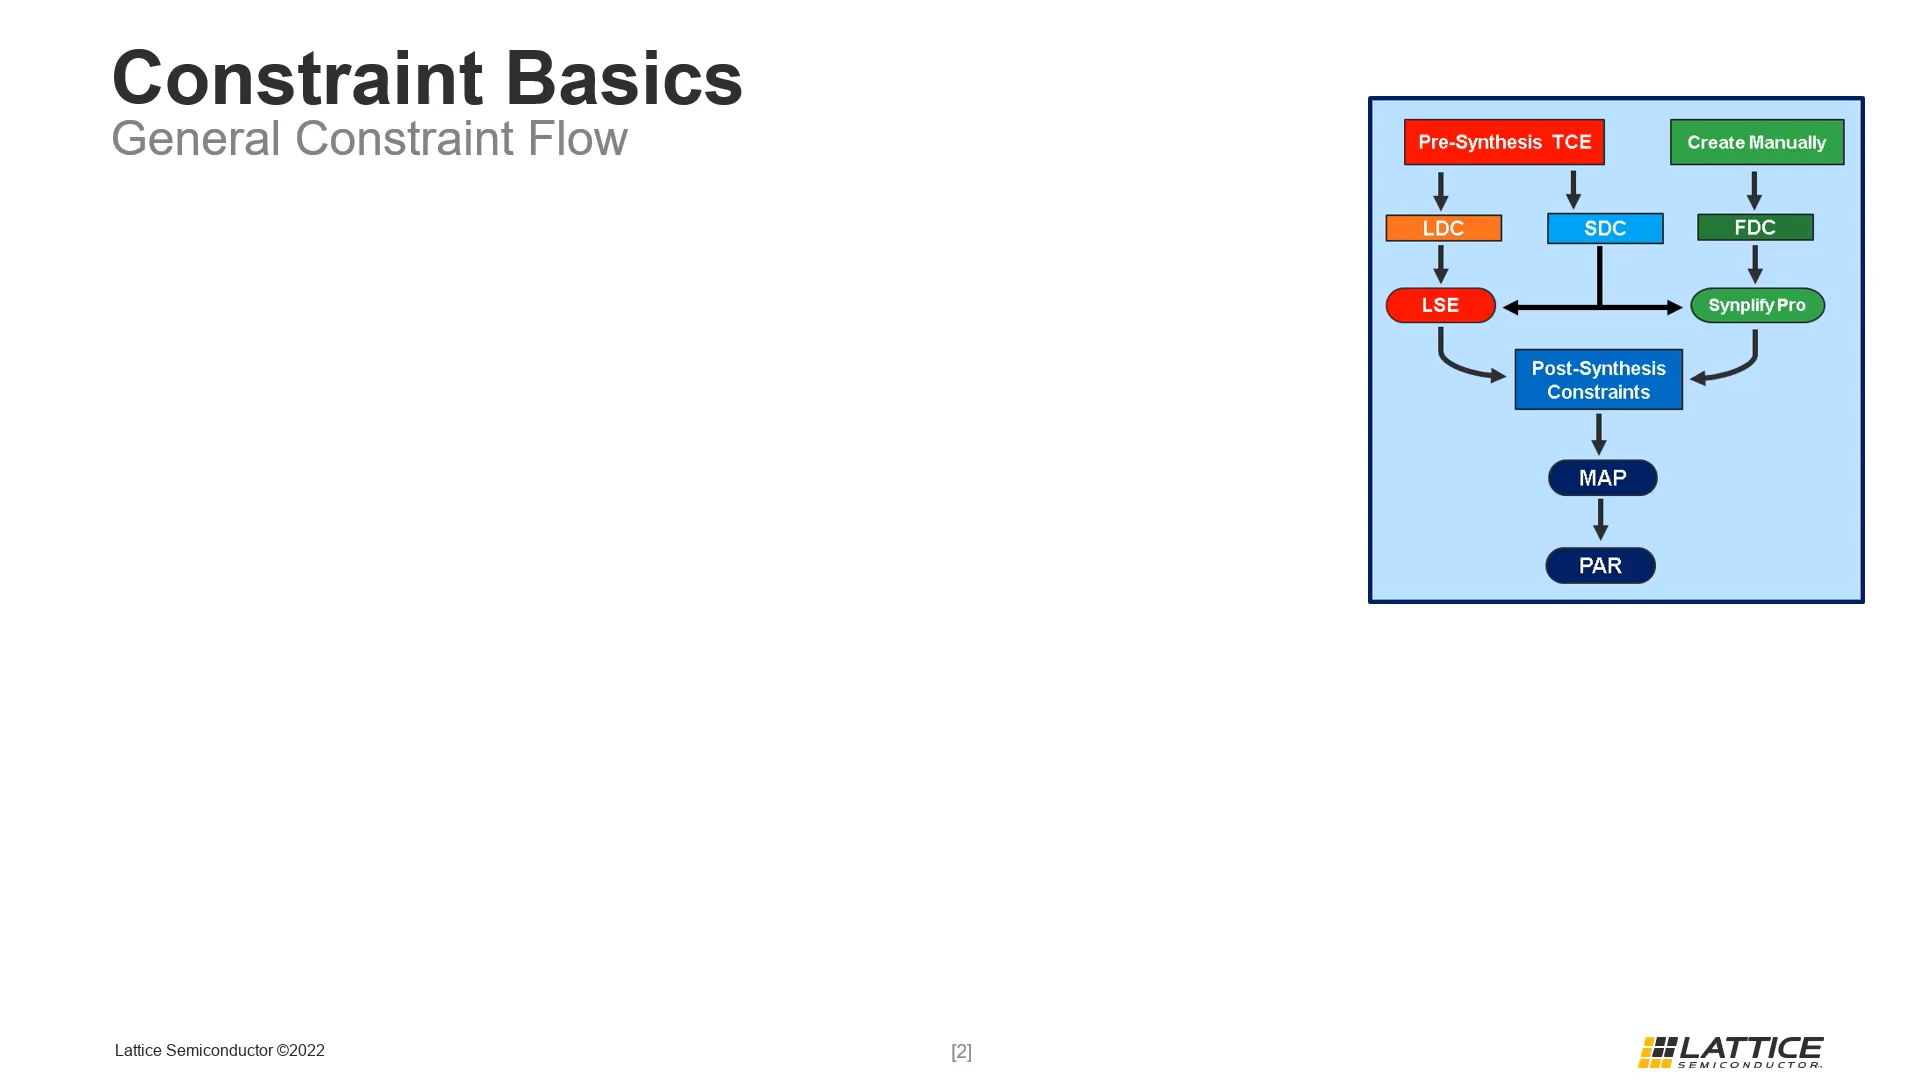 Constraint Basics
General Constraint Flow
Pre-Synthesis TCE
Create Manually
LDC
SDC
FDC
LSE
Synplify Pro
Post-Synthesis
Constraints
MAP
PAR
Lattice Semiconductor ©2022
[2]
LATTICE
SEMICONDUCTOR